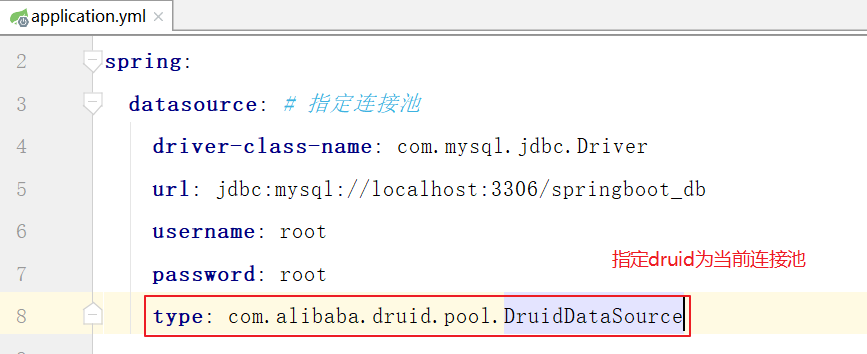 application.yml ×
2 spring:
3 datasource: # 指定连接池
4 driver-class-name: com.mysql.jdbc.Driver
5 url: jdbc:mysql://localhost:3306/springboot_db
6 username: root
7 password: root
指定druid为当前连接池
8 type: com.alibaba.druid.pool.DruidDataSource